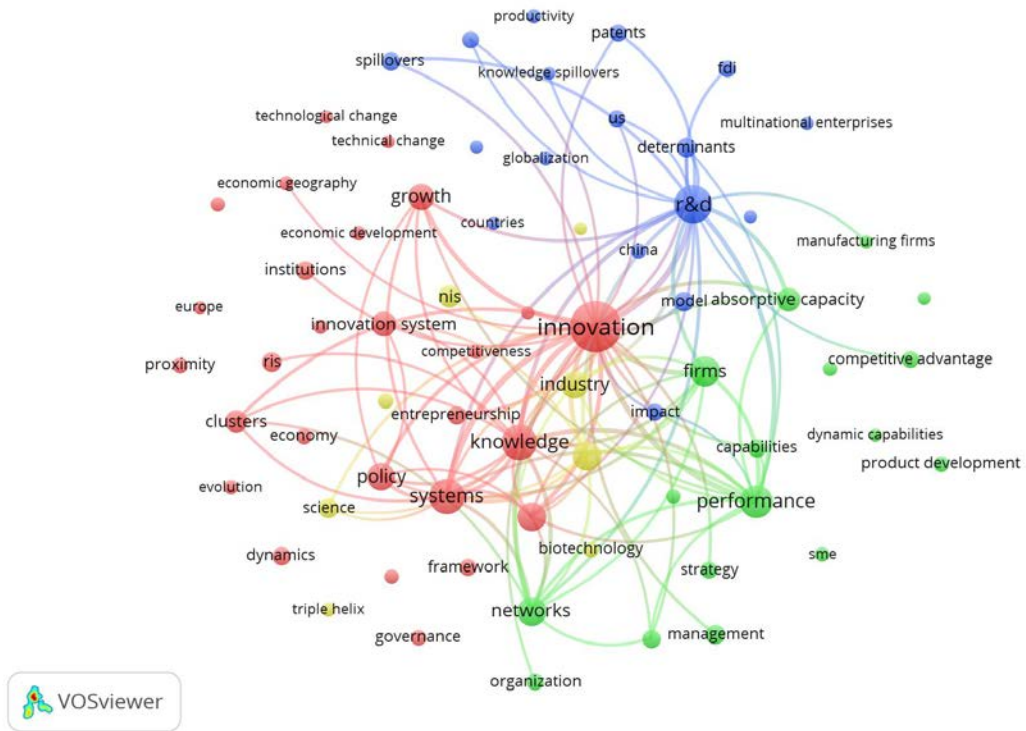 productivity
patents
spillovers
knowledge spillovers
fdi
technological change
us
multinational enterprises
technical change
determinants
globalization
economic geography
growth
r&d
countries
economic development
manufacturing firms
china
institutions
nis
model
absorptive capacity
europe
innovation system
innovation
competitiveness
proximity
ris
competitive advantage
industry
firms
clusters
entrepreneurship
impact
economy
knowledge
capabilities
dynamic capabilities
product development
policy
evolution
systems
science
performance
biotechnology
sme
dynamics
framework
strategy
triple helix
networks
governance
management
organization
VOSviewer